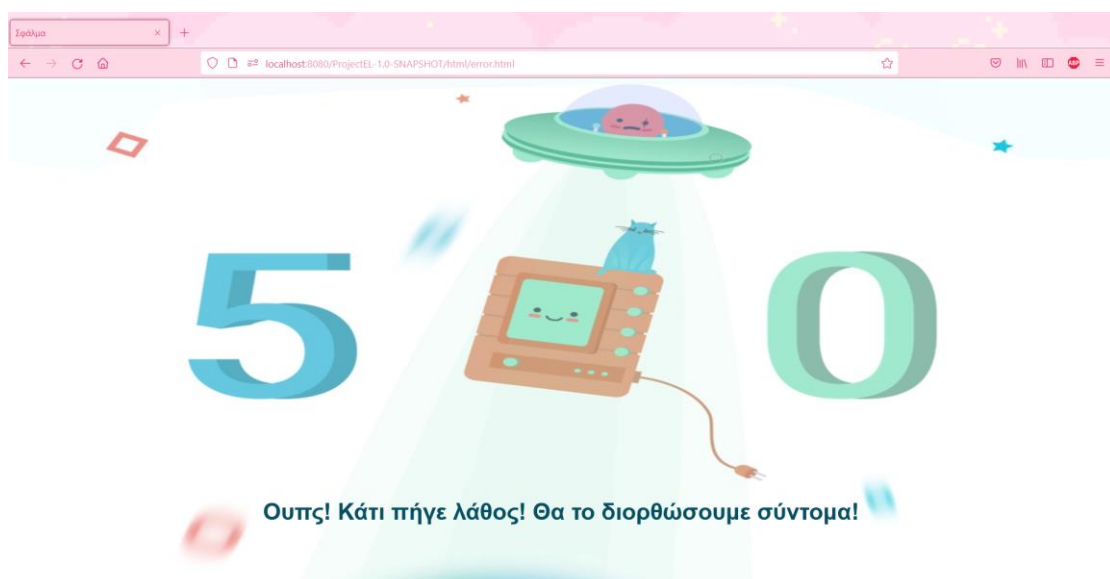 Σφάλμα
localhost:8080/ProjectEL-1.0-SNAPSHOT/html/error.html
ABP
5 0
Ουπς! Κάτι πήγε λάθος! Θα το διορθώσουμε σύντομα!